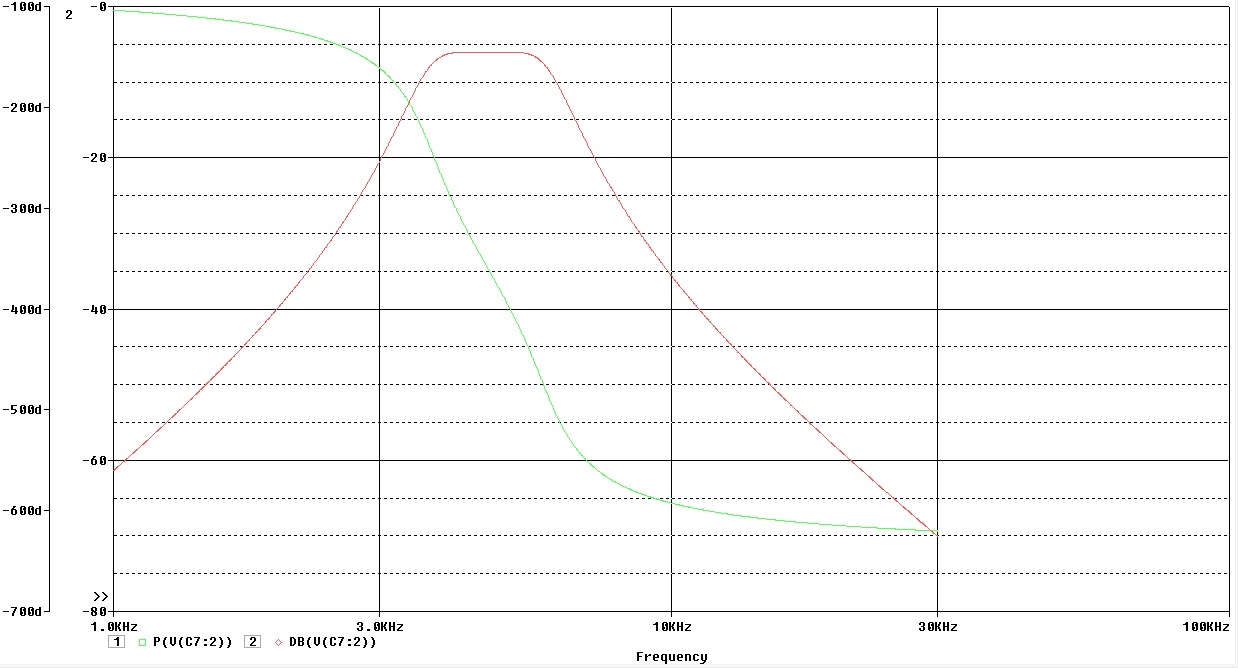 -100d 2 -0
-200d
-20
-300d
-400d -40
-500d
-60
-600d
>>
-700d -80
1.0KHz 3.0KHz 10KHz 30KHz 100KHz
1 P(V(C7:2)) 2 DB(V(C7:2))
Frequency